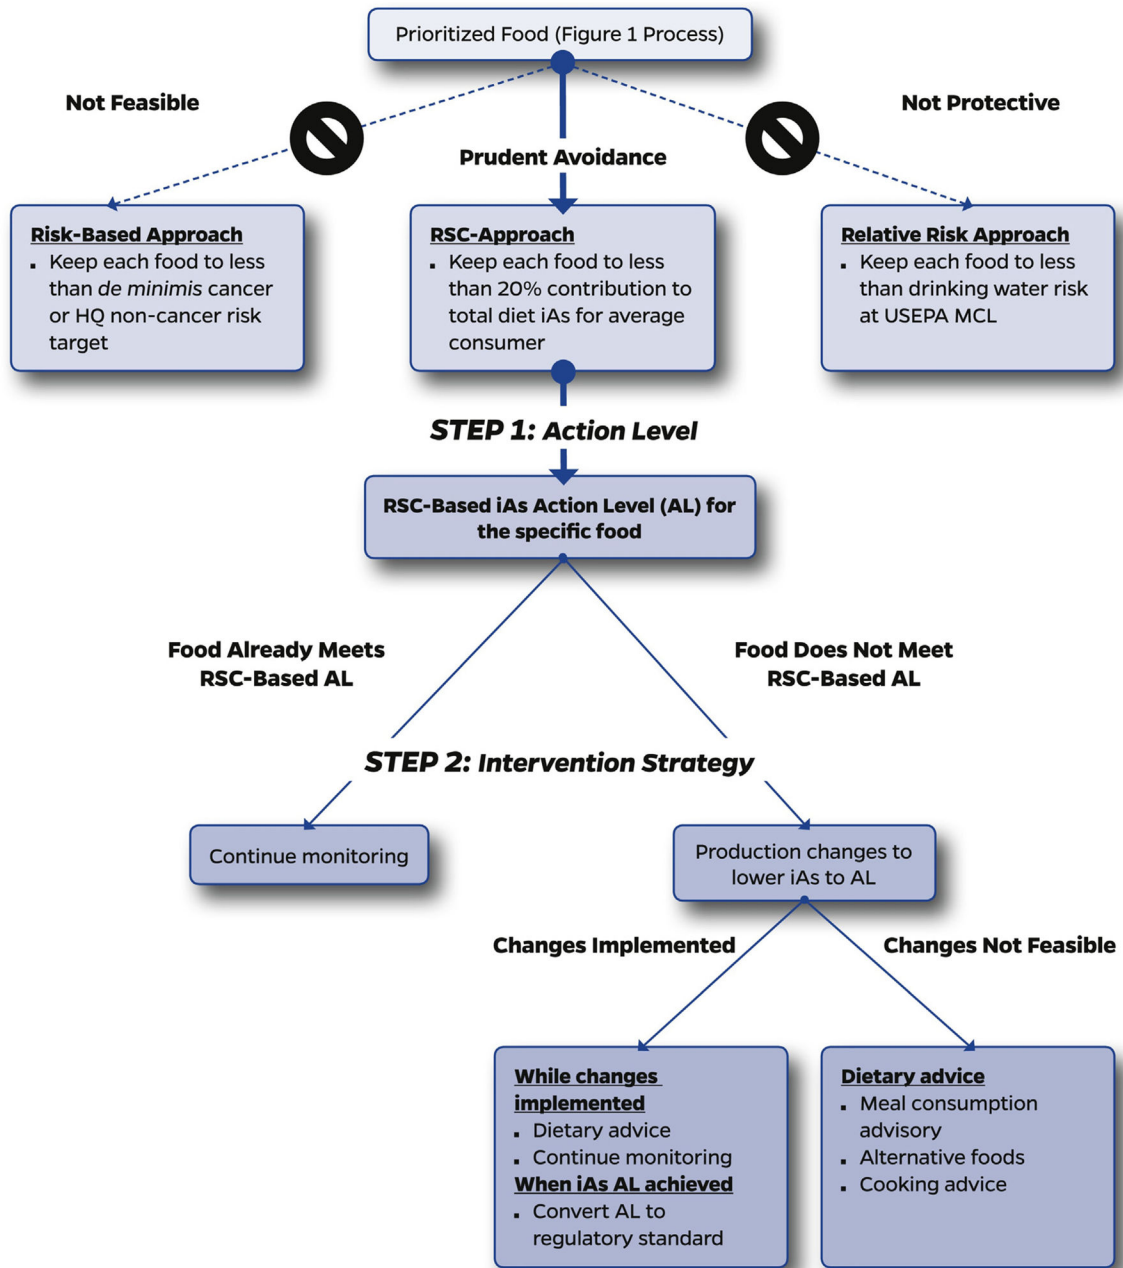 Prioritized Food (Figure 1 Process)
Not Feasible
Not Protective
Prudent Avoidance
Risk-Based Approach
▪ Keep each food to less
than de minimis cancer
or HQ non-cancer risk
target
RSC-Approach
▪ Keep each food to less
than 20% contribution to
total diet iAs for average
consumer
Relative Risk Approach
▪ Keep each food to less
than drinking water risk
at USEPA MCL
STEP 1: Action Level
RSC-Based iAs Action Level (AL) for
the specific food
Food Already Meets
RSC-Based AL
Food Does Not Meet
RSC-Based AL
STEP 2: Intervention Strategy
Continue monitoring
Production changes to
lower iAs to AL
Changes Implemented
Changes Not Feasible
While changes
implemented
▪ Dietary advice
▪ Continue monitoring
When iAs AL achieved
▪ Convert AL to
regulatory standard
Dietary advice
▪ Meal consumption
advisory
▪ Alternative foods
▪ Cooking advice